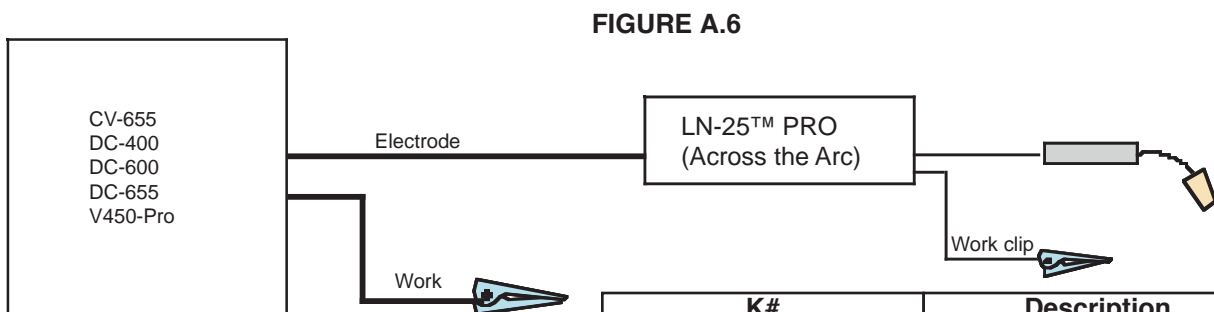 FIGURE A.6
CV-655
DC-400
DC-600
DC-655
V450-Pro
Electrode
LN-25™ PRO
(Across the Arc)
Work clip
Work
K# Description